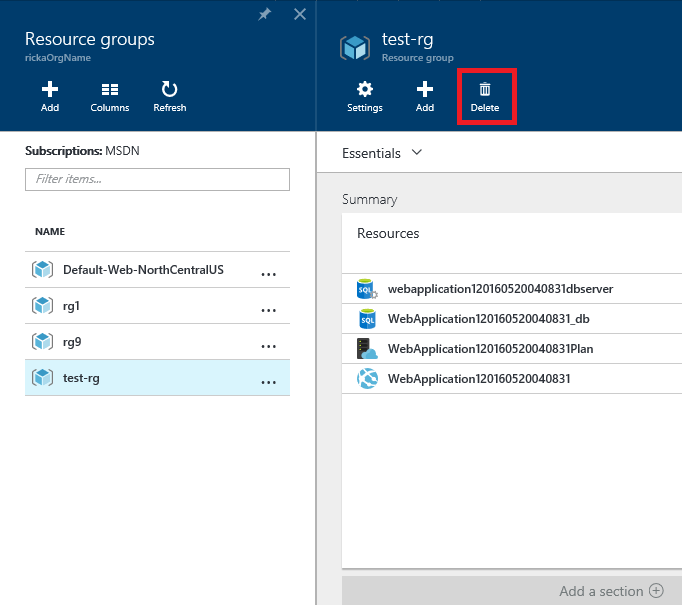 Resource groups
rickaOrgName
Add
Columns
Refresh
Subscriptions: MSDN
Filter items...
NAME
Default-Web-NorthCentralUS
...
rg1
...
rg9
...
test-rg
...
test-rg
Resource group
Settings
Add
Delete
Essentials
Summary
Resources
SQL
webapplication120160520040831dbserver
SQL
WebApplication120160520040831_db
WebApplication120160520040831Plan
WebApplication120160520040831
Add a section